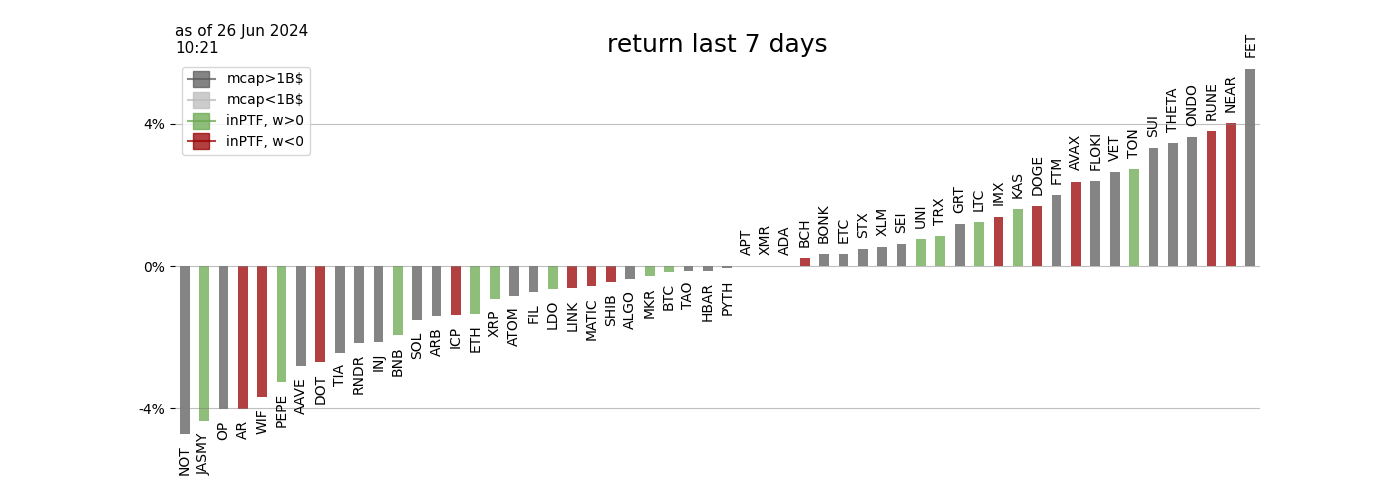 as of 26 Jun 2024
10:21
return last 7 days
mcap>1B$
mcap<1B$
inPTF, w>0
inPTF, w<0
4%
0%
-4%
NOT
JASMY
OP
AR
WIF
PEPE
AAVE
DOT
TIA
RNDR
INJ
BNB
SOL
ARB
ICP
ETH
XRP
ATOM
FIL
LDO
LINK
MATIC
SHIB
ALGO
MKR
BTC
TAO
HBAR
PYTH
APT
XMR
ADA
BCH
BONK
ETC
STX
XLM
SEI
UNI
TRX
GRT
LTC
IMX
KAS
DOGE
FTM
AVAX
FLOKI
VET
TON
SUI
THETA
ONDO
RUNE
NEAR
FET